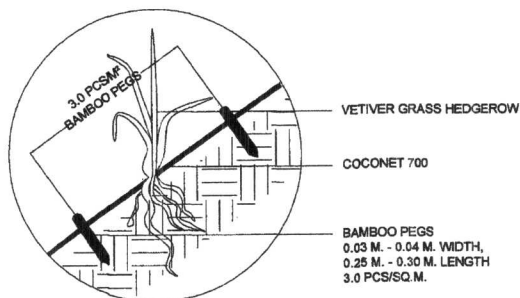 3.0 PCS/M²
BAMBOO PEGS
VETIVER GRASS HEDGEROW
COCONET 700
BAMBOO PEGS
0.03 M. - 0.04 M. WIDTH,
0.25 M. - 0.30 M. LENGTH
3.0 PCS/SQ.M.